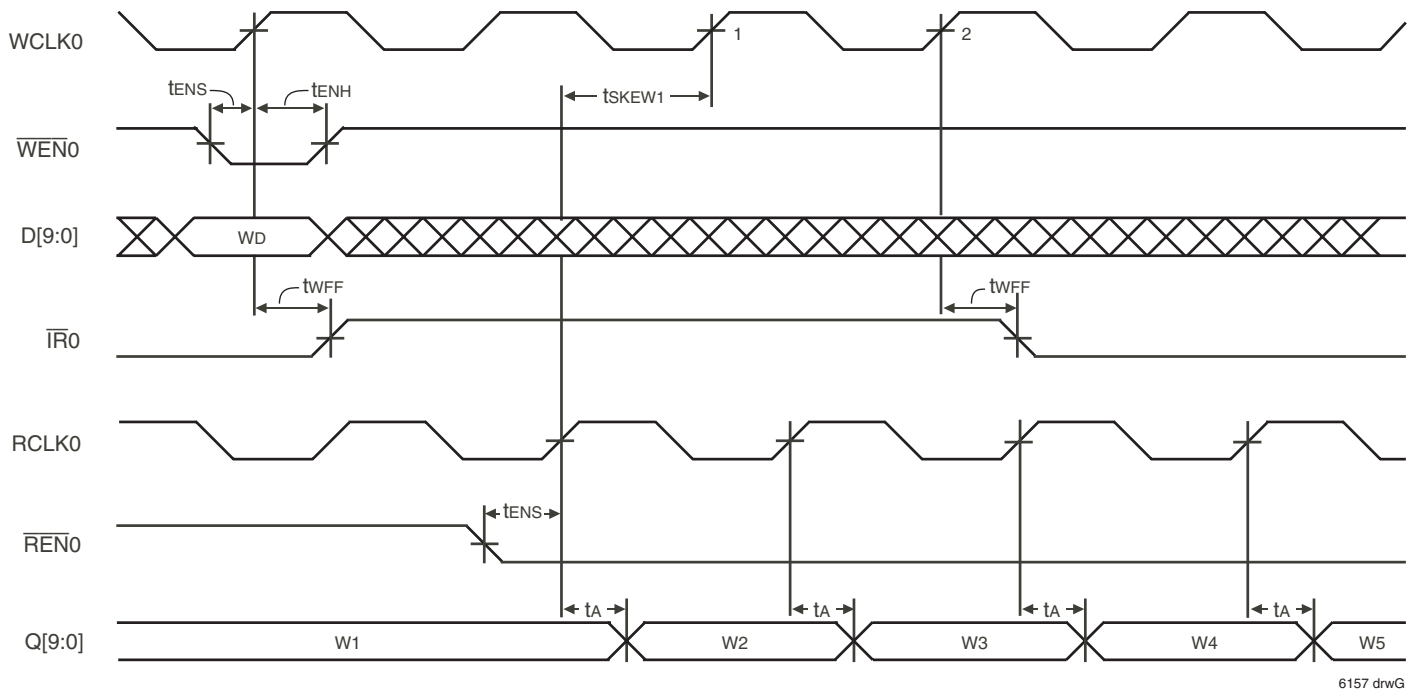 WCLK0
1
2
tENS
tENH
tSKEW1
WEN0
D[9:0]
WD
tWFF
tWFF
IR0
RCLK0
tENS
REN0
tA
tA
tA
tA
Q[9:0]
W1
W2
W3
W4
W5
6157 drwG